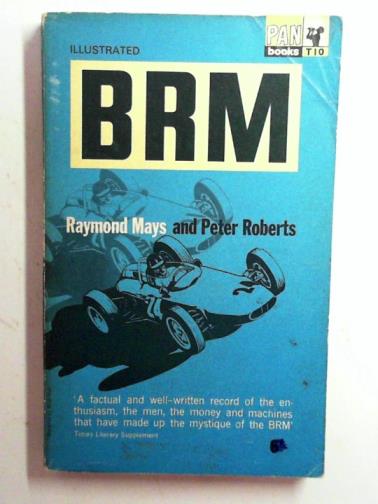 ILLUSTRATED
PAN
books T10
BRM
Raymond Mays and Peter Roberts
2
'A factual and well-written record of the en-
thusiasm, the men, the money and machines
that have made up the mystique of the BRM'
Times Literary Supplement